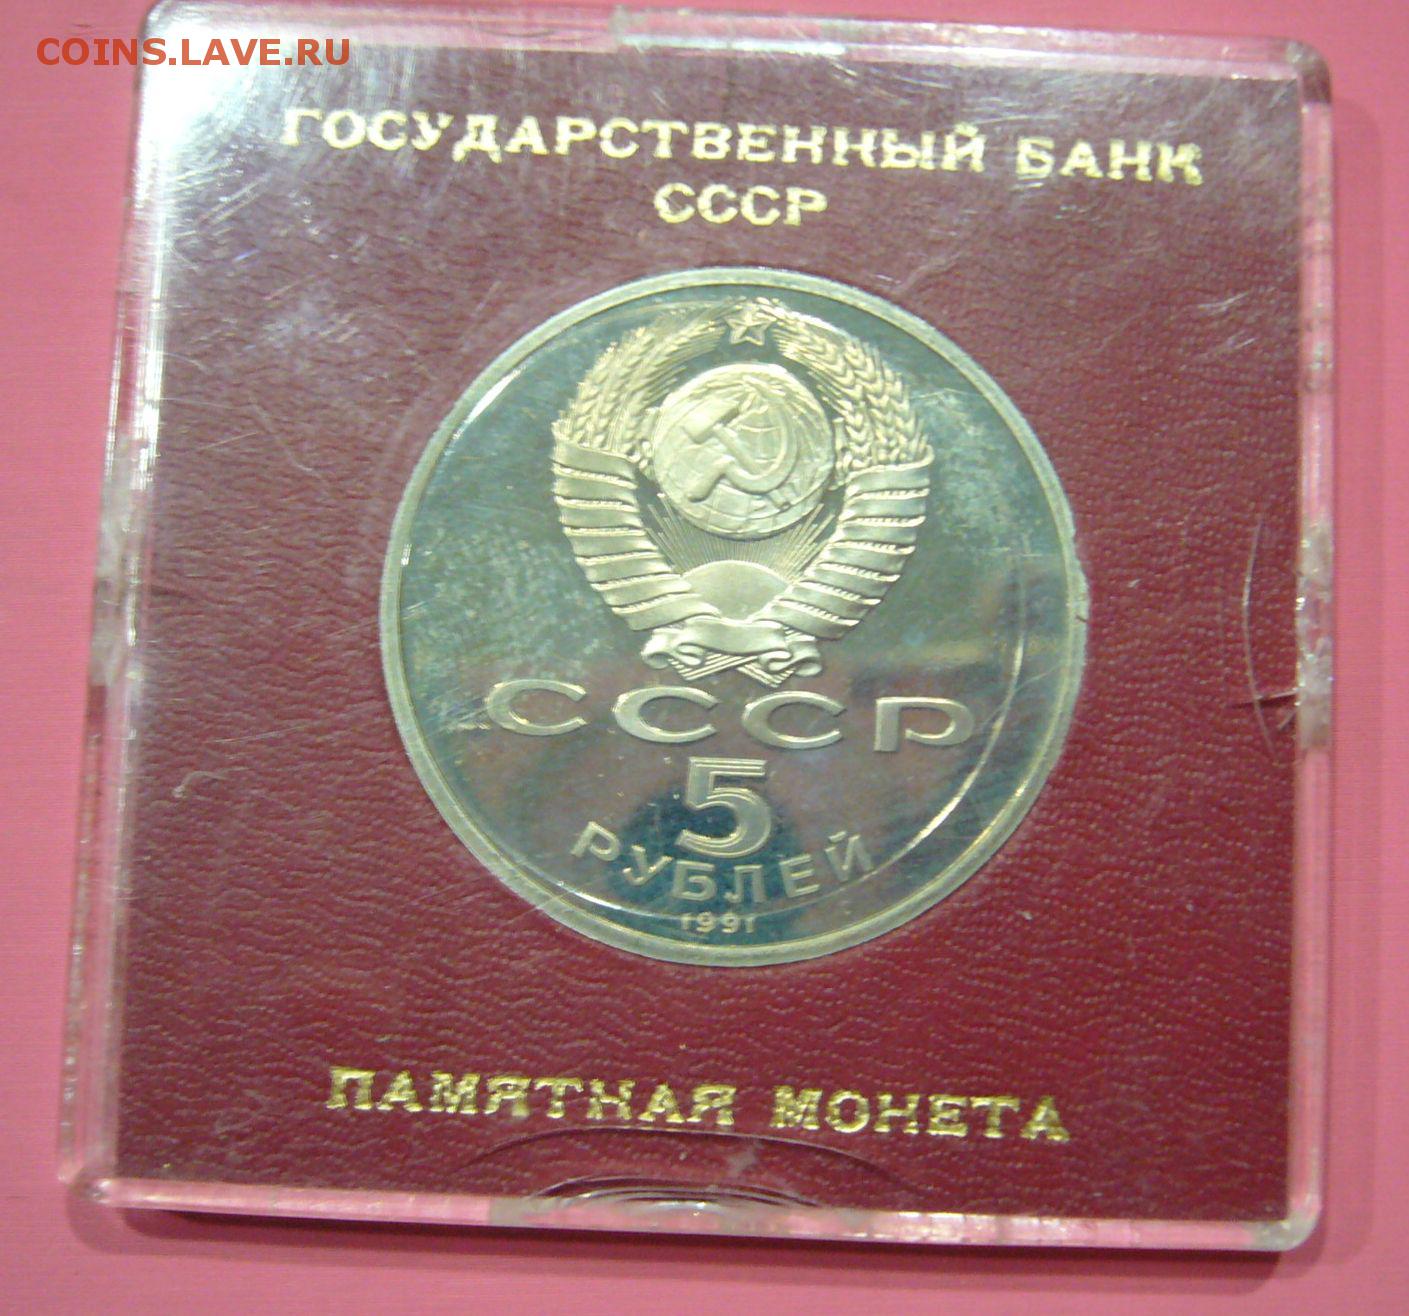 COINS.LAVE.RU
ГОСУДАРСТВЕННЫЙ БАНК
СССР
СССР
5
РУБЛЕЙ
1991
ПАМЯТНАЯ МОНЕТА